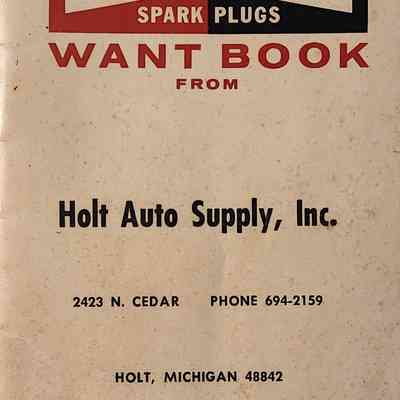 SPARK PLUGS
WANT BOOK
FROM
Holt Auto Supply, Inc.
2423 N. CEDAR PHONE 694-2159
HOLT, MICHIGAN 48842